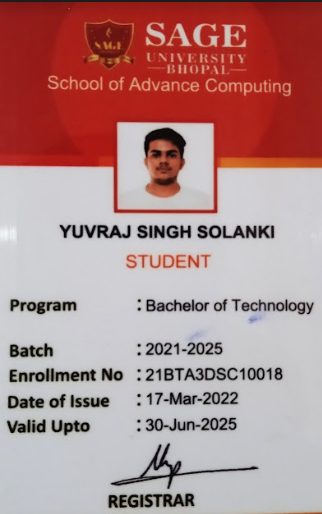 SAGE
SAGE
UNIVERSITY
BHOPAL
School of Advance Computing
YUVRAJ SINGH SOLANKI
STUDENT
Program : Bachelor of Technology
Batch : 2021-2025
Enrollment No : 21BTA3DSC10018
Date of Issue : 17-Mar-2022
Valid Upto : 30-Jun-2025
REGISTRAR